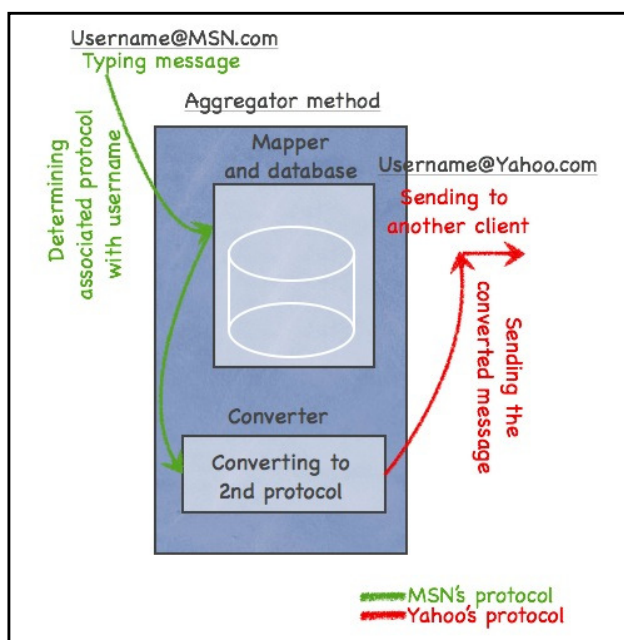 Username@MSN.com
Typing message
Aggregator method
Mapper
and database
Username@Yahoo.com
Determining
associated protocol
with username
Sending to
another client
Sending the
converted message
Converter
Converting to
2nd protocol
MSN's protocol
Yahoo's protocol